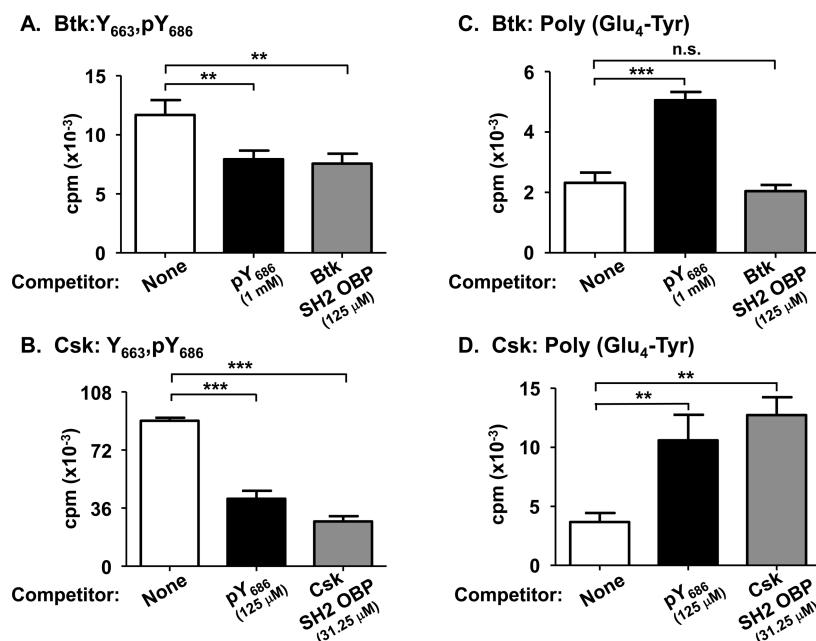 A. Btk:Y663,pY686
**
**
15
10
5
0
cpm (x10-3)
Competitor:
None
pY686
(1 mM)
Btk
SH2 OBP
(125 µM)
C. Btk: Poly (Glu4-Tyr)
n.s.
***
6
4
2
0
cpm (x10-3)
Competitor:
None
pY686
(1 mM)
Btk
SH2 OBP
(125 µM)
B. Csk: Y663,pY686
***
***
108
72
36
0
cpm (x10-3)
Competitor:
None
pY686
(125 µM)
Csk
SH2 OBP
(31.25 µM)
D. Csk: Poly (Glu4-Tyr)
**
**
15
10
5
0
cpm (x10-3)
Competitor:
None
pY686
(125 µM)
Csk
SH2 OBP
(31.25 µM)